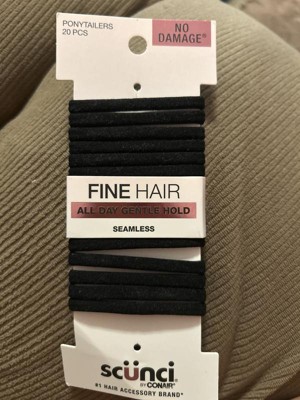 PONYTAILERS
20 PCS
NO
DAMAGE®
FINE HAIR
ALL DAY GENTLE HOLD
SEAMLESS
scünci®
BY CONAIR®
#1 HAIR ACCESSORY BRAND*